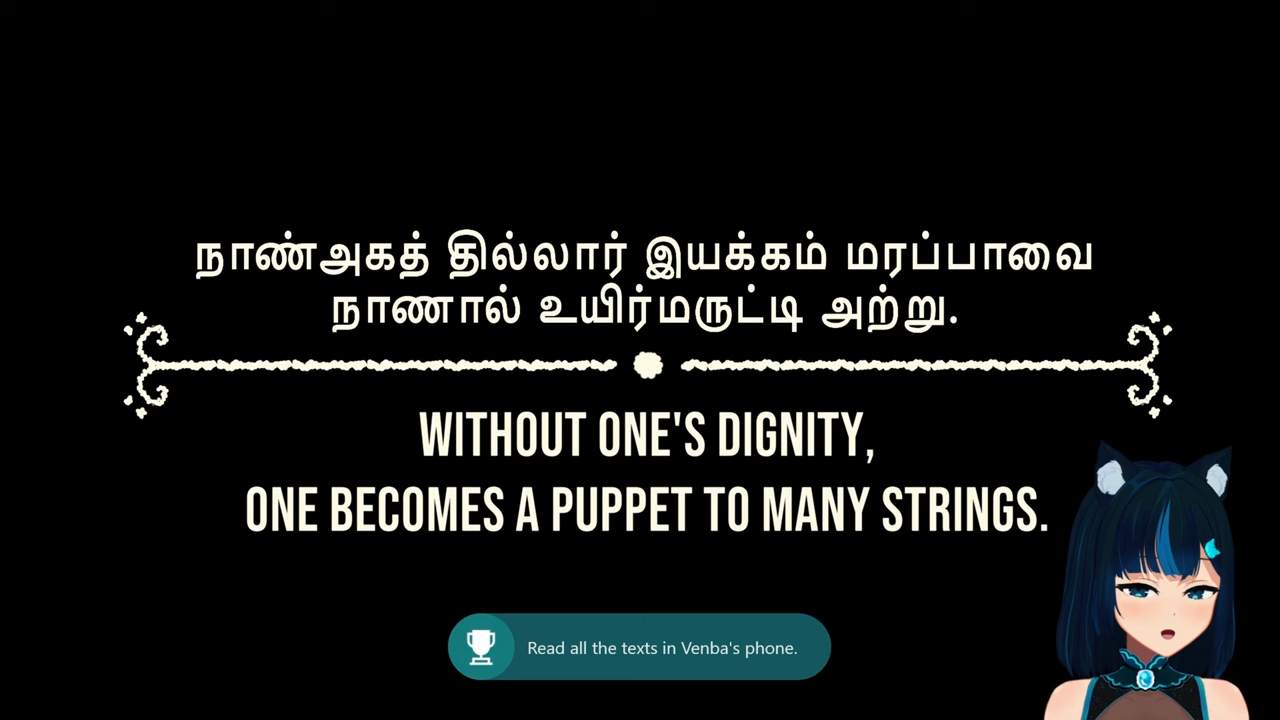 நாண்அகத் தில்லார் இயக்கம் மரப்பாவை
நாணால் உயிர்மருட்டி அற்று.
WITHOUT ONE'S DIGNITY,
ONE BECOMES A PUPPET TO MANY STRINGS.
Read all the texts in Venba's phone.